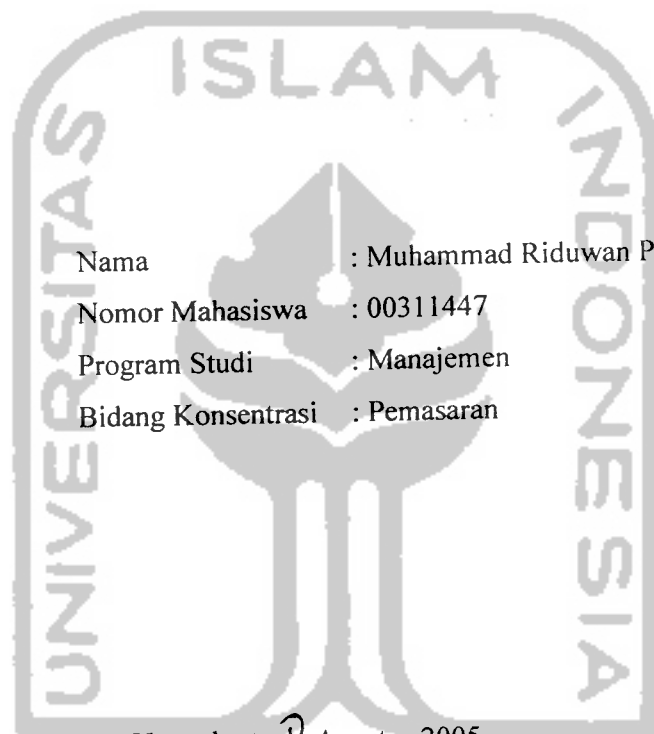 ISLAM
UNIVERSITAS
INDONESIA
Nama : Muhammad Riduwan P
Nomor Mahasiswa : 00311447
Program Studi : Manajemen
Bidang Konsentrasi : Pemasaran
2005